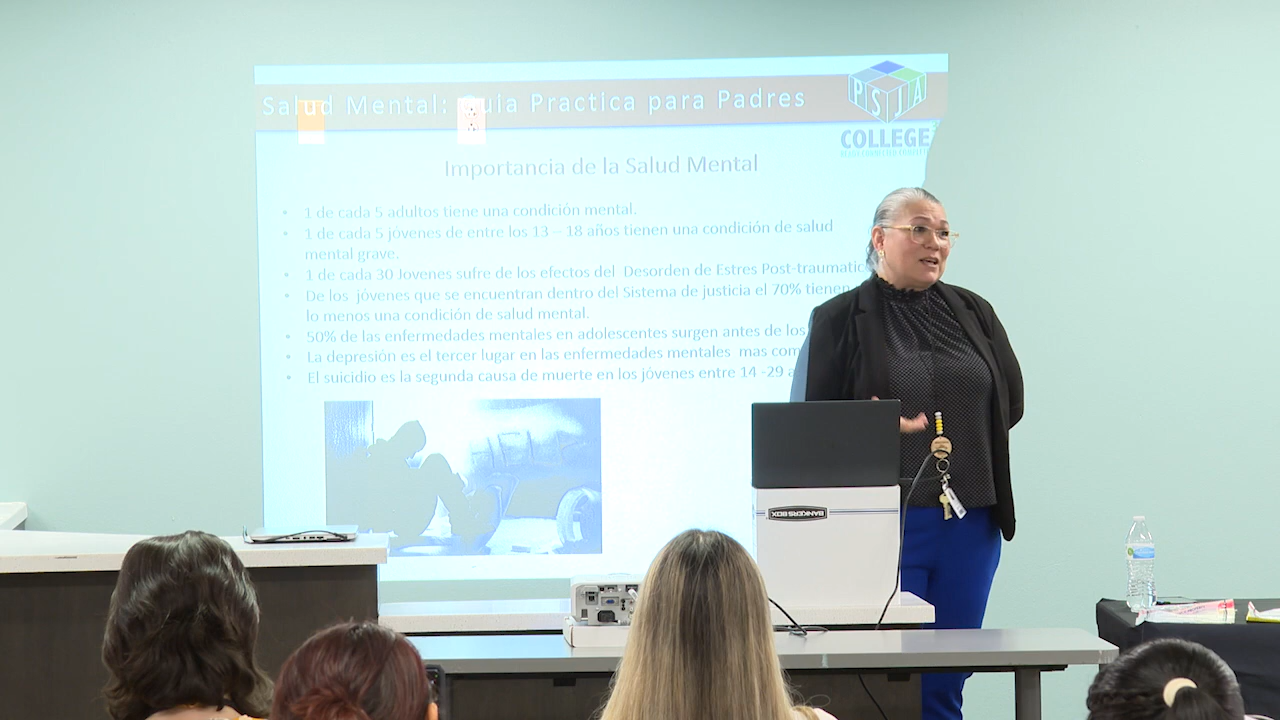 Salud Mental: Guia Practica para Padres
PSJA
COLLEGE
Importancia de la Salud Mental
• 1 de cada 5 adultos tiene una condición mental.
• 1 de cada 5 jóvenes de entre los 13 – 18 años tienen una condición de salud
mental grave.
• 1 de cada 30 Jovenes sufre de los efectos del Desorden de Estres Post-traumatic
• De los jóvenes que se encuentran dentro del Sistema de justicia el 70% tienen
lo menos una condición de salud mental.
• 50% de las enfermedades mentales en adolescentes surgen antes de los
• La depresión es el tercer lugar en las enfermedades mentales mas com
• El suicidio es la segunda causa de muerte en los jóvenes entre 14 -29 a
HELP
BANKERS BOX